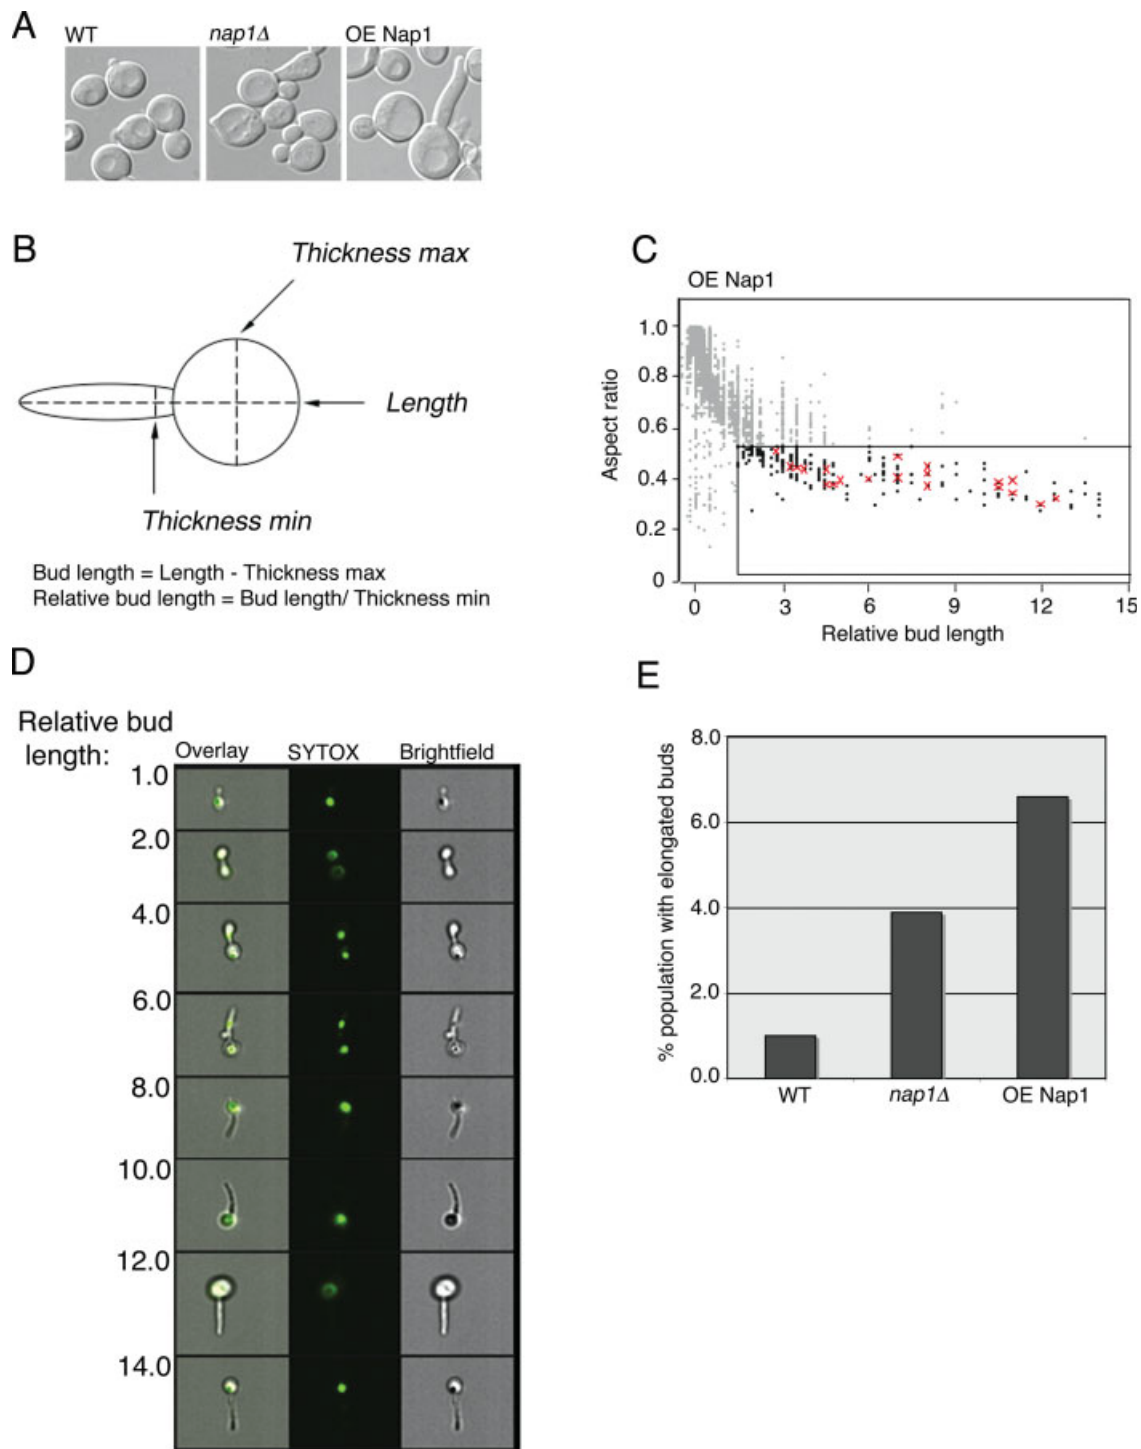 A
WT
nap1Δ
OE Nap1
B
Thickness max
Length
Thickness min
Bud length = Length - Thickness max
Relative bud length = Bud length/ Thickness min
C
OE Nap1
1.0
0.8
0.6
0.4
0.2
0
Aspect ratio
0 3 6 9 12 15
Relative bud length
D
Relative bud
length:
Overlay SYTOX Brightfield
1.0
2.0
4.0
6.0
8.0
10.0
12.0
14.0
E
8.0
6.0
4.0
2.0
0.0
% population with elongated buds
WT nap1Δ OE Nap1